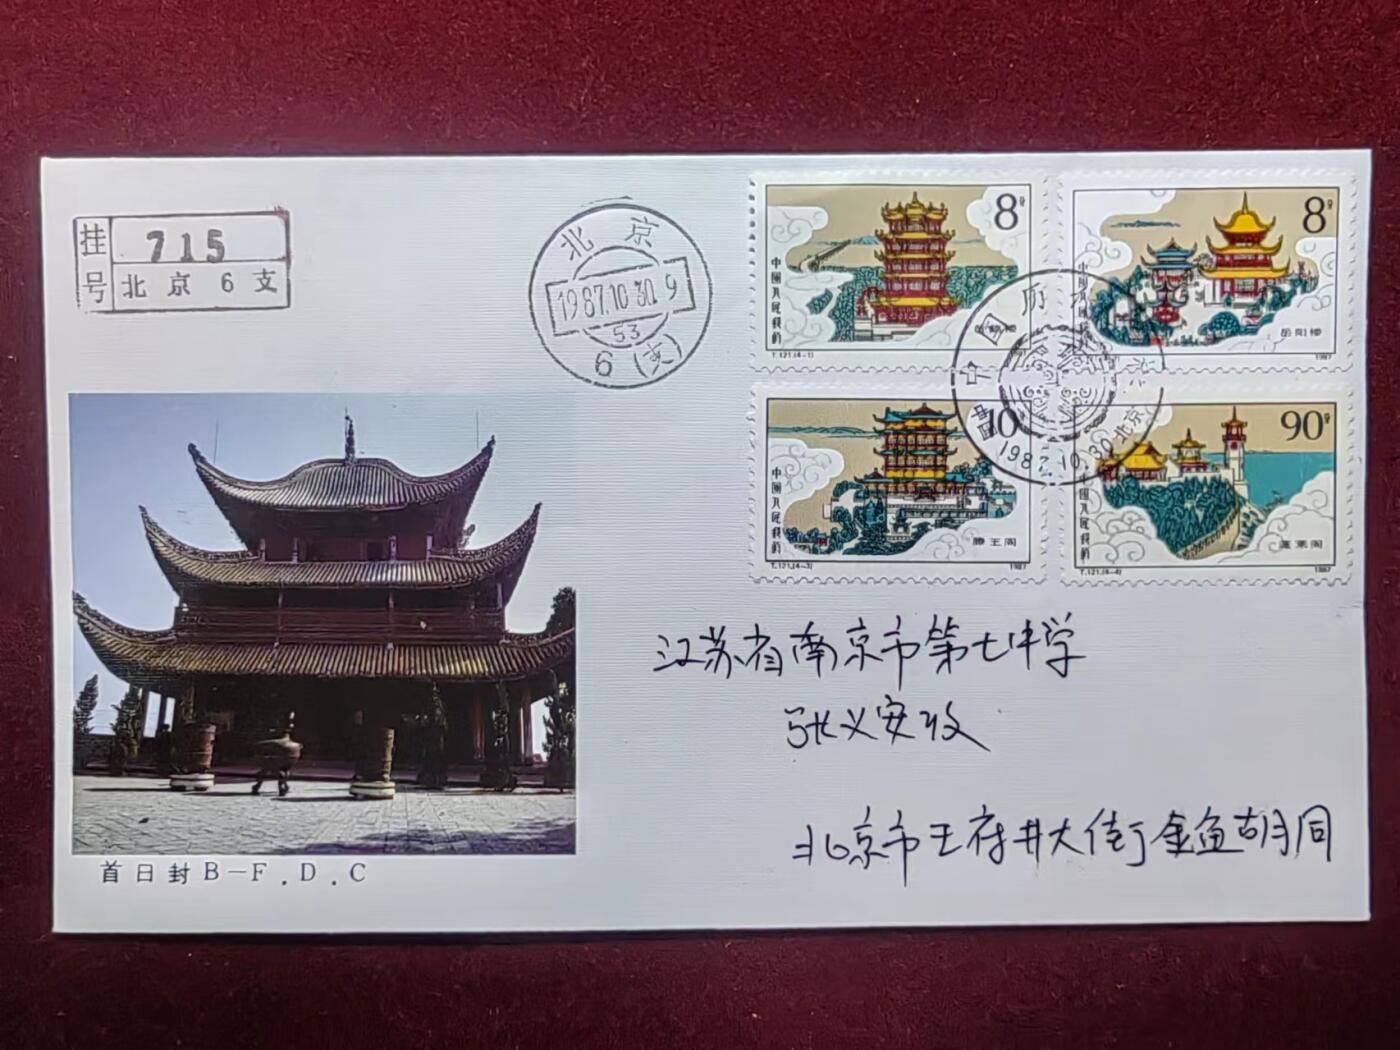 挂号
715
北京 6 支
北京
1987.10.30.9
53
6 (支)
8分
中国人民邮政
黄鹤楼
T.121.(4-1)
8分
中国人民邮政
岳阳楼
1987
10
中国人民邮政
滕王阁
T.121.(4-3)
1987
90分
中国人民邮政
蓬莱阁
T.121.(4-4)
1987
1987.10.30 北京
江苏省南京市第七中学
张义安收
北京市王府井大街金鱼胡同
首日封 B-F.D.C